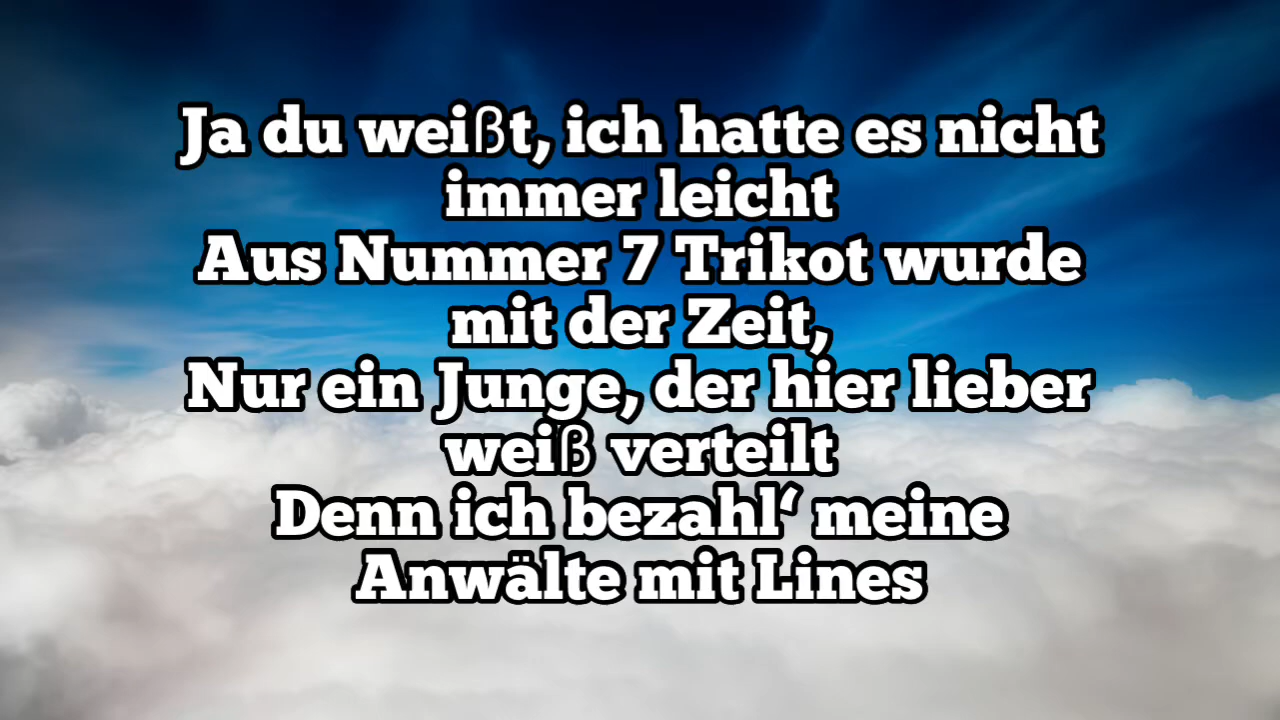 Ja du weißt, ich hatte es nicht
immer leicht
Aus Nummer 7 Trikot wurde
mit der Zeit,
Nur ein Junge, der hier lieber
weiß verteilt
Denn ich bezahl‘ meine
Anwälte mit Lines